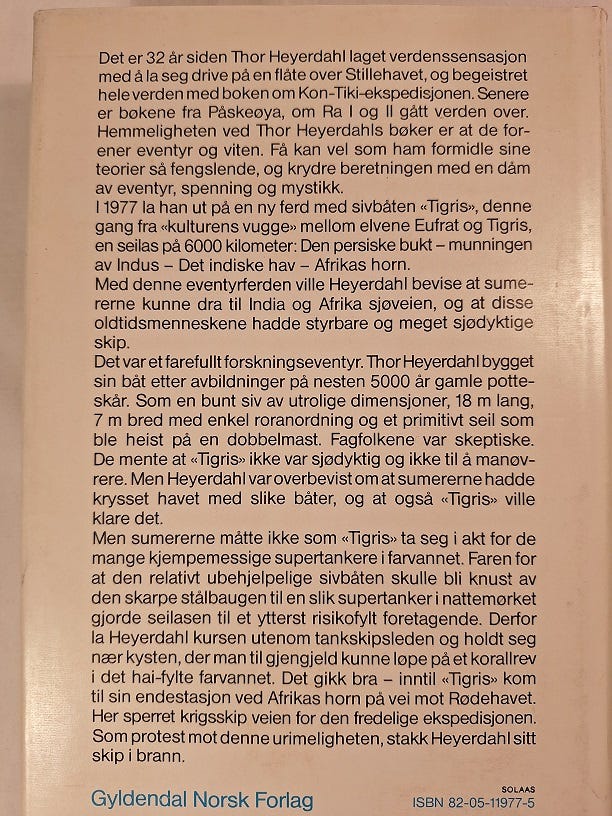 Det er 32 år siden Thor Heyerdahl laget verdenssensasjon
med å la seg drive på en flåte over Stillehavet, og begeistret
hele verden med boken om Kon-Tiki-ekspedisjonen. Senere
er bøkene fra Påskeøya, om Ra I og II gått verden over.
Hemmeligheten ved Thor Heyerdahls bøker er at de for-
ener eventyr og viten. Få kan vel som ham formidle sine
teorier så fengslende, og krydre beretningen med en dåm
av eventyr, spenning og mystikk.
I 1977 la han ut på en ny ferd med sivbåten «Tigris», denne
gang fra «kulturens vugge» mellom elvene Eufrat og Tigris,
en seilas på 6000 kilometer: Den persiske bukt – munningen
av Indus – Det indiske hav – Afrikas horn.
Med denne eventyrferden ville Heyerdahl bevise at sume-
rerne kunne dra til India og Afrika sjøveien, og at disse
oldtidsmenneskene hadde styrbare og meget sjødyktige
skip.
Det var et farefullt forskningseventyr. Thor Heyerdahl bygget
sin båt etter avbildninger på nesten 5000 år gamle potte-
skår. Som en bunt siv av utrolige dimensjoner, 18 m lang,
7 m bred med enkel roranordning og et primitivt seil som
ble heist på en dobbelmast. Fagfolkene var skeptiske.
De mente at «Tigris» ikke var sjødyktig og ikke til å manøv-
rere. Men Heyerdahl var overbevist om at sumererne hadde
krysset havet med slike båter, og at også «Tigris» ville
klare det.
Men sumererne måtte ikke som «Tigris» ta seg i akt for de
mange kjempemessige supertankere i farvannet. Faren for
at den relativt ubehjelpelige sivbåten skulle bli knust av
den skarpe stålbaugen til en slik supertanker i nattemørket
gjorde seilasen til et ytterst risikofylt foretagende. Derfor
la Heyerdahl kursen utenom tankskipsleden og holdt seg
nær kysten, der man til gjengjeld kunne løpe på et korallrev
i det hai-fylte farvannet. Det gikk bra – inntil «Tigris» kom
til sin endestasjon ved Afrikas horn på vei mot Rødehavet.
Her sperret krigsskip veien for den fredelige ekspedisjonen.
Som protest mot denne urimeligheten, stakk Heyerdahl sitt
skip i brann.
SOLAAS
Gyldendal Norsk Forlag
ISBN 82-05-11977-5